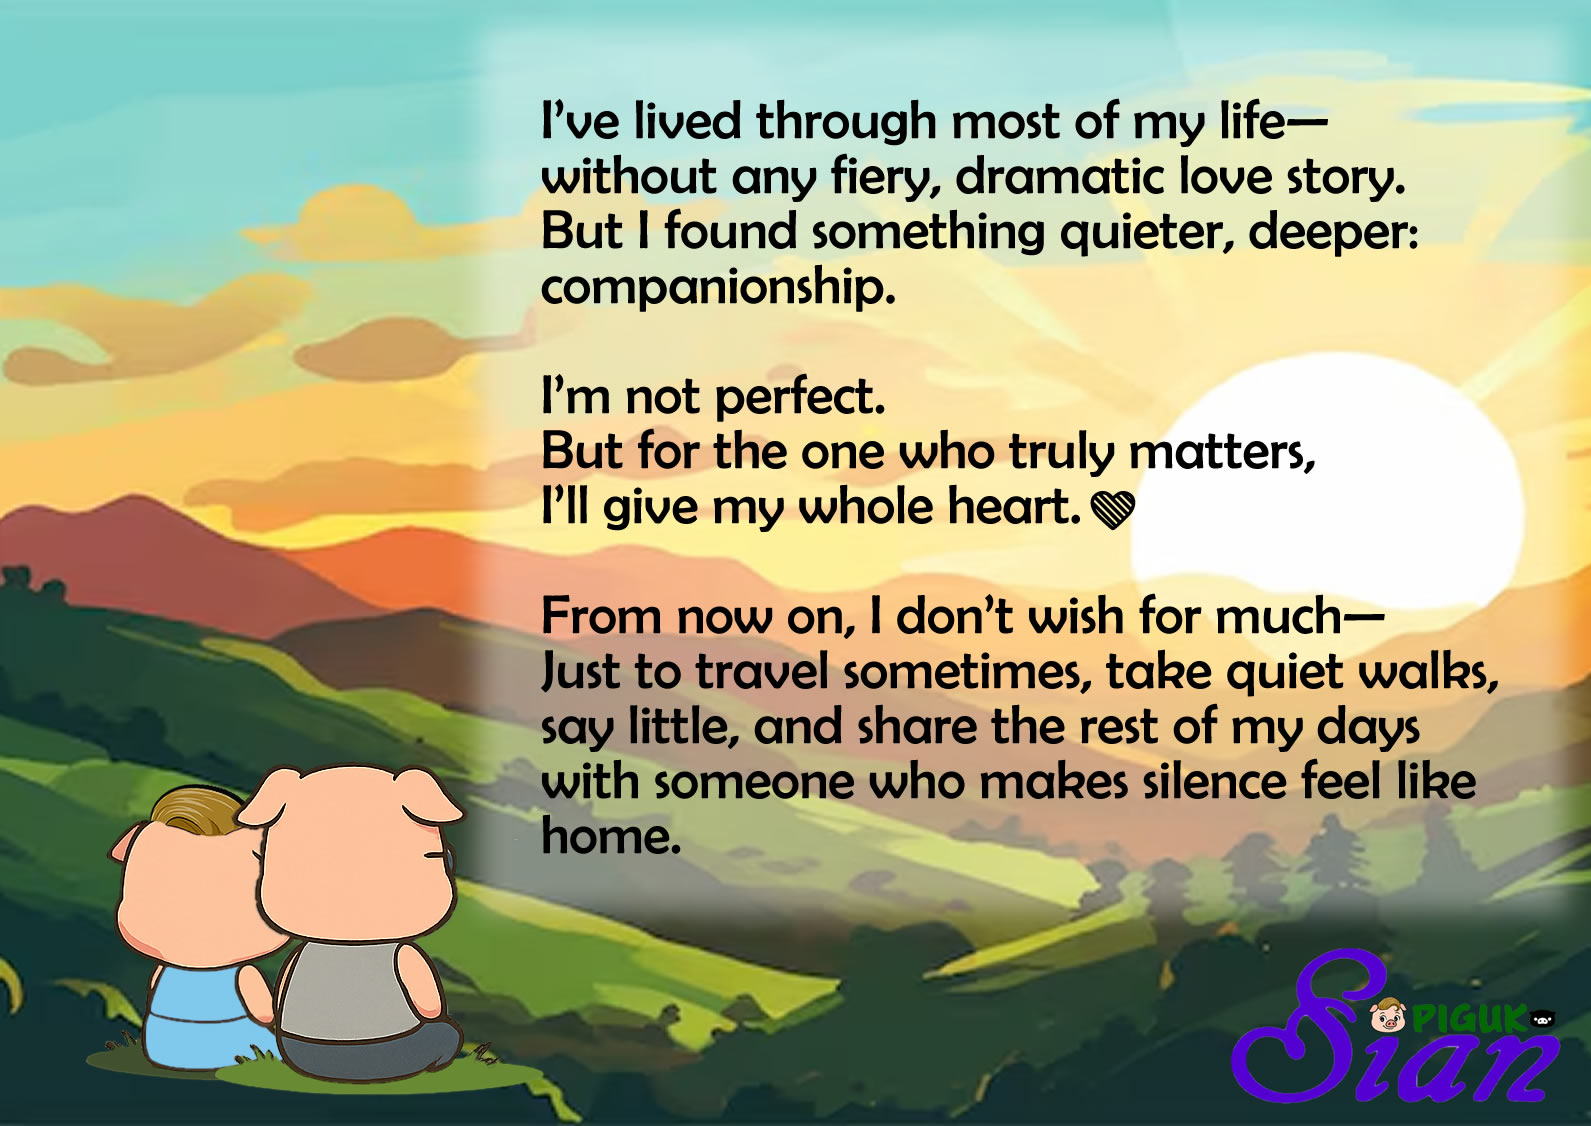 I’ve lived through most of my life—
without any fiery, dramatic love story.
But I found something quieter, deeper:
companionship.
I’m not perfect.
But for the one who truly matters,
I’ll give my whole heart.
From now on, I don’t wish for much—
Just to travel sometimes, take quiet walks,
say little, and share the rest of my days
with someone who makes silence feel like
home.
PIGUK
Sian